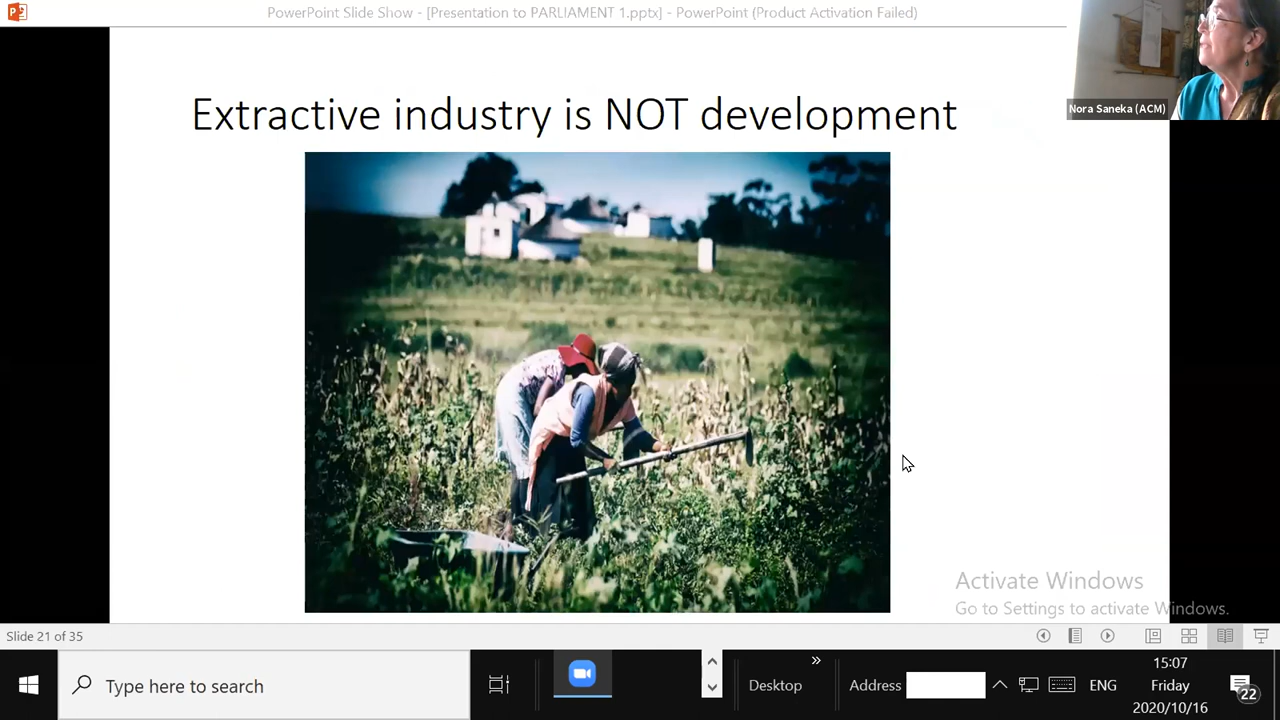 PowerPoint Slide Show - [Presentation to PARLIAMENT 1.pptx] - PowerPoint (Product Activation Failed)
Nora Saneka (ACM)
Extractive industry is NOT development
Activate Windows
Go to Settings to activate Windows.
Slide 21 of 35
Type here to search
Desktop
Address
ENG
15:07
Friday
2020/10/16
22